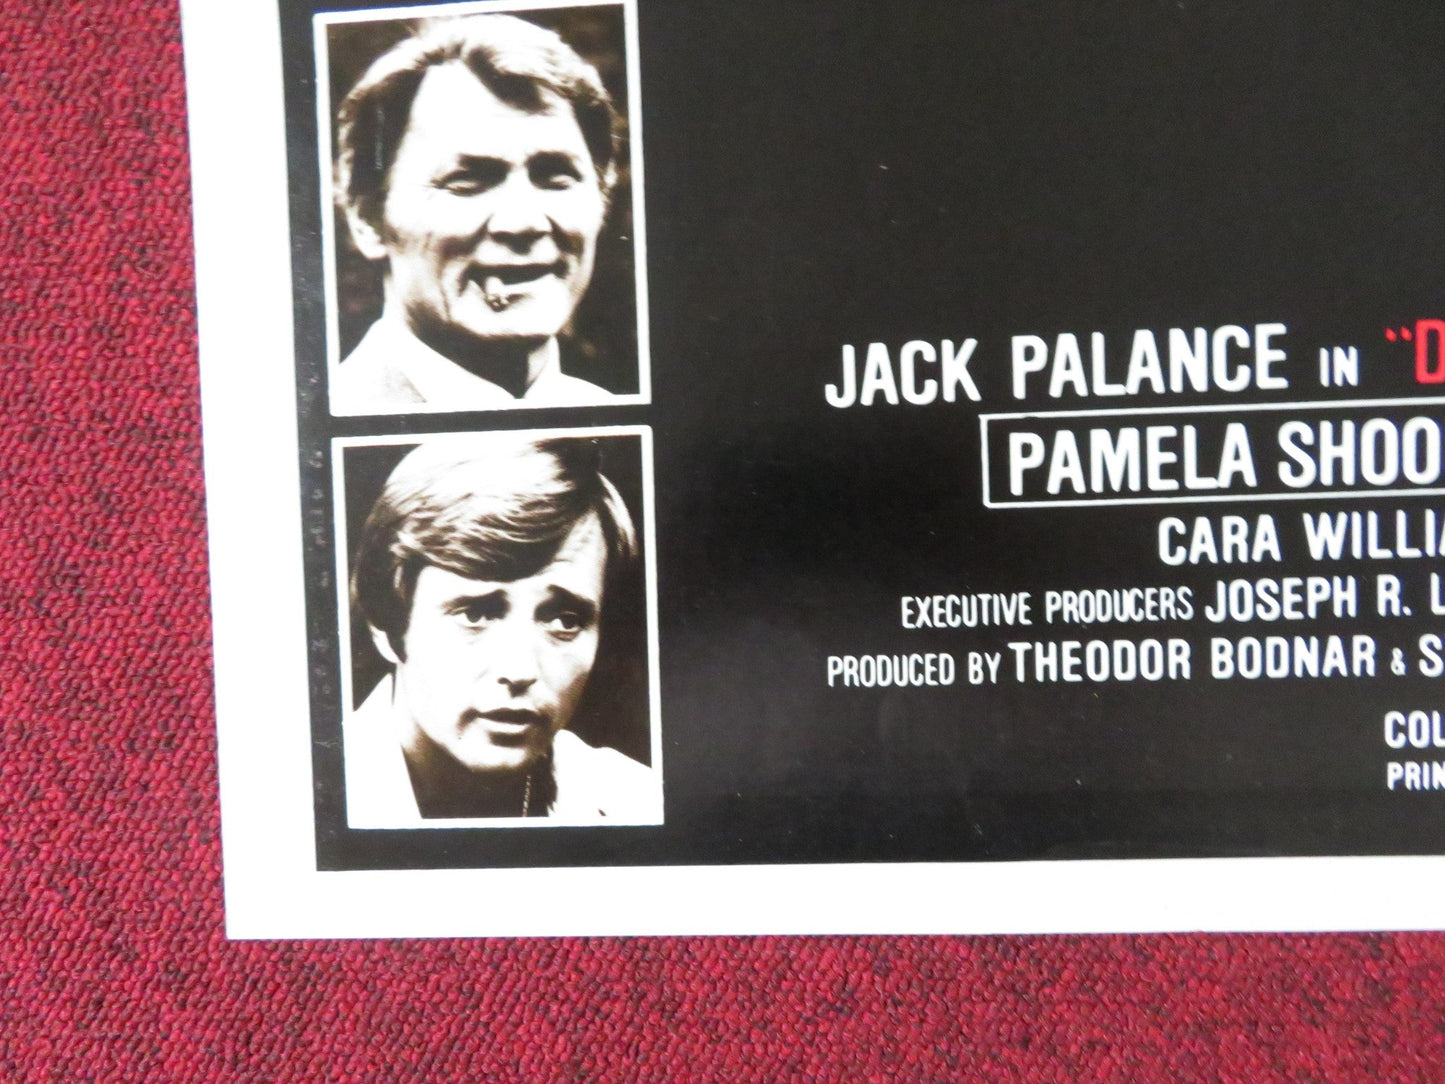 JACK PALANCE IN "D
PAMELA SHOO
CARA WILLIA
EXECUTIVE PRODUCERS JOSEPH R. L
PRODUCED BY THEODOR BODNAR & S
COL
PRIN